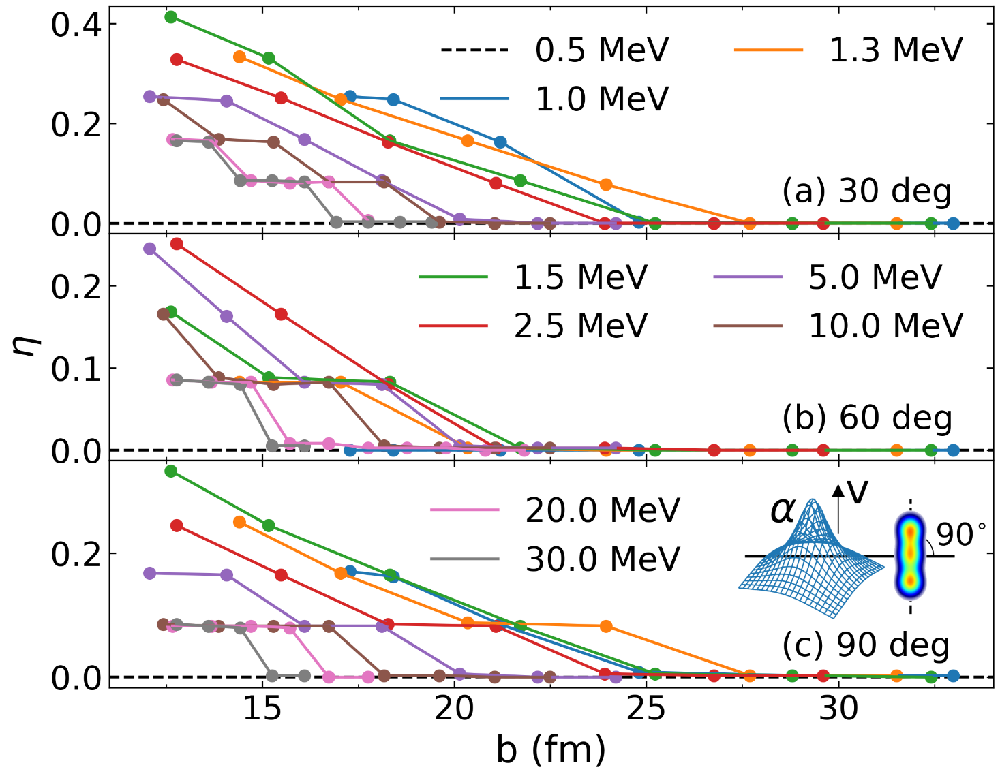 0.4
0.5 MeV 1.3 MeV
1.0 MeV
0.2
(a) 30 deg
0.0
1.5 MeV 5.0 MeV
0.2
2.5 MeV 10.0 MeV
η
0.1
(b) 60 deg
0.0
20.0 MeV
α v
90°
0.2
30.0 MeV
(c) 90 deg
0.0
15 20 25 30
b (fm)